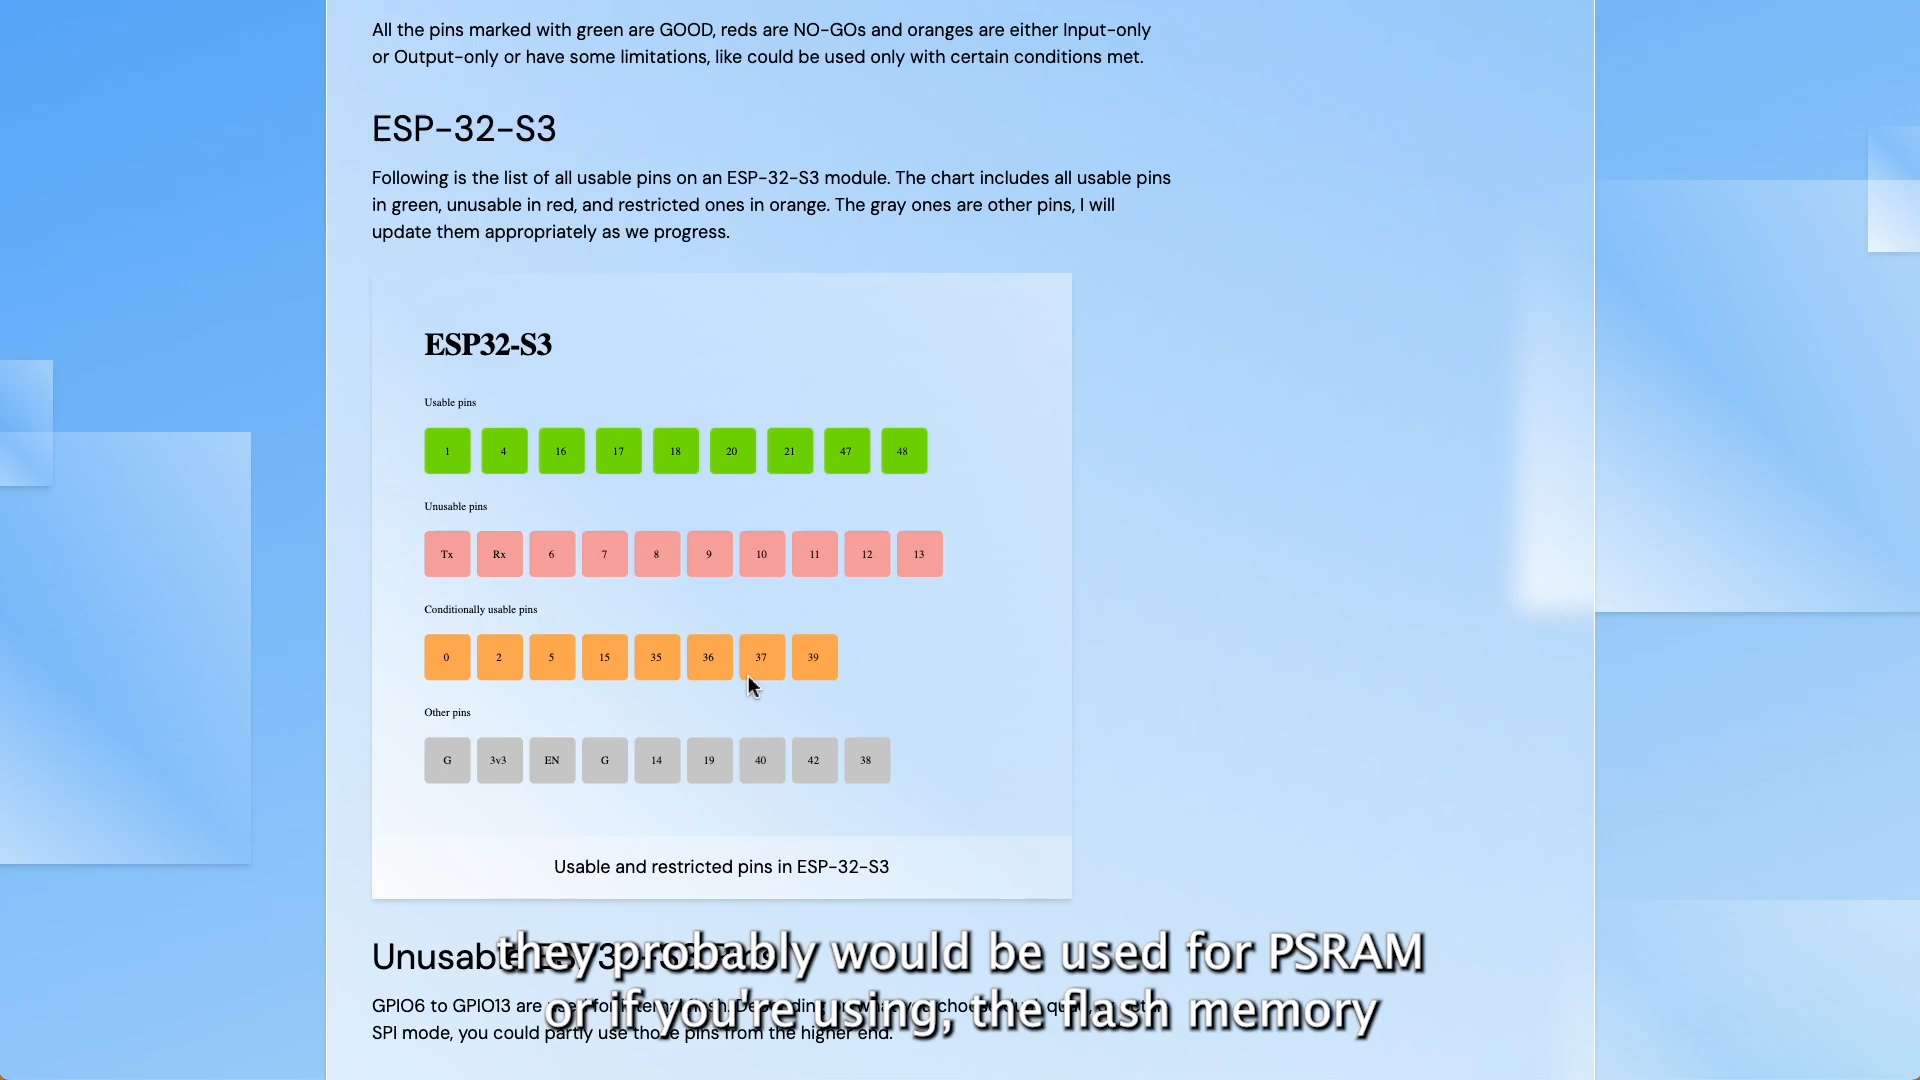 All the pins marked with green are GOOD, reds are NO-GOs and oranges are either Input-only
or Output-only or have some limitations, like could be used only with certain conditions met.
ESP-32-S3
Following is the list of all usable pins on an ESP-32-S3 module. The chart includes all usable pins
in green, unusable in red, and restricted ones in orange. The gray ones are other pins, I will
update them appropriately as we progress.
ESP32-S3
Usable pins
1 4 16 17 18 20 21 47 48
Unusable pins
Tx Rx 6 7 8 9 10 11 12 13
Conditionally usable pins
0 2 5 15 35 36 37 39
Other pins
G 3v3 EN G 14 19 40 42 38
Usable and restricted pins in ESP-32-S3
Unusable
they probably would be used for PSRAM
GPIO6 to GPIO13 are
or if you're using, the flash memory
SPI mode, you could partly use those pins from the higher end.